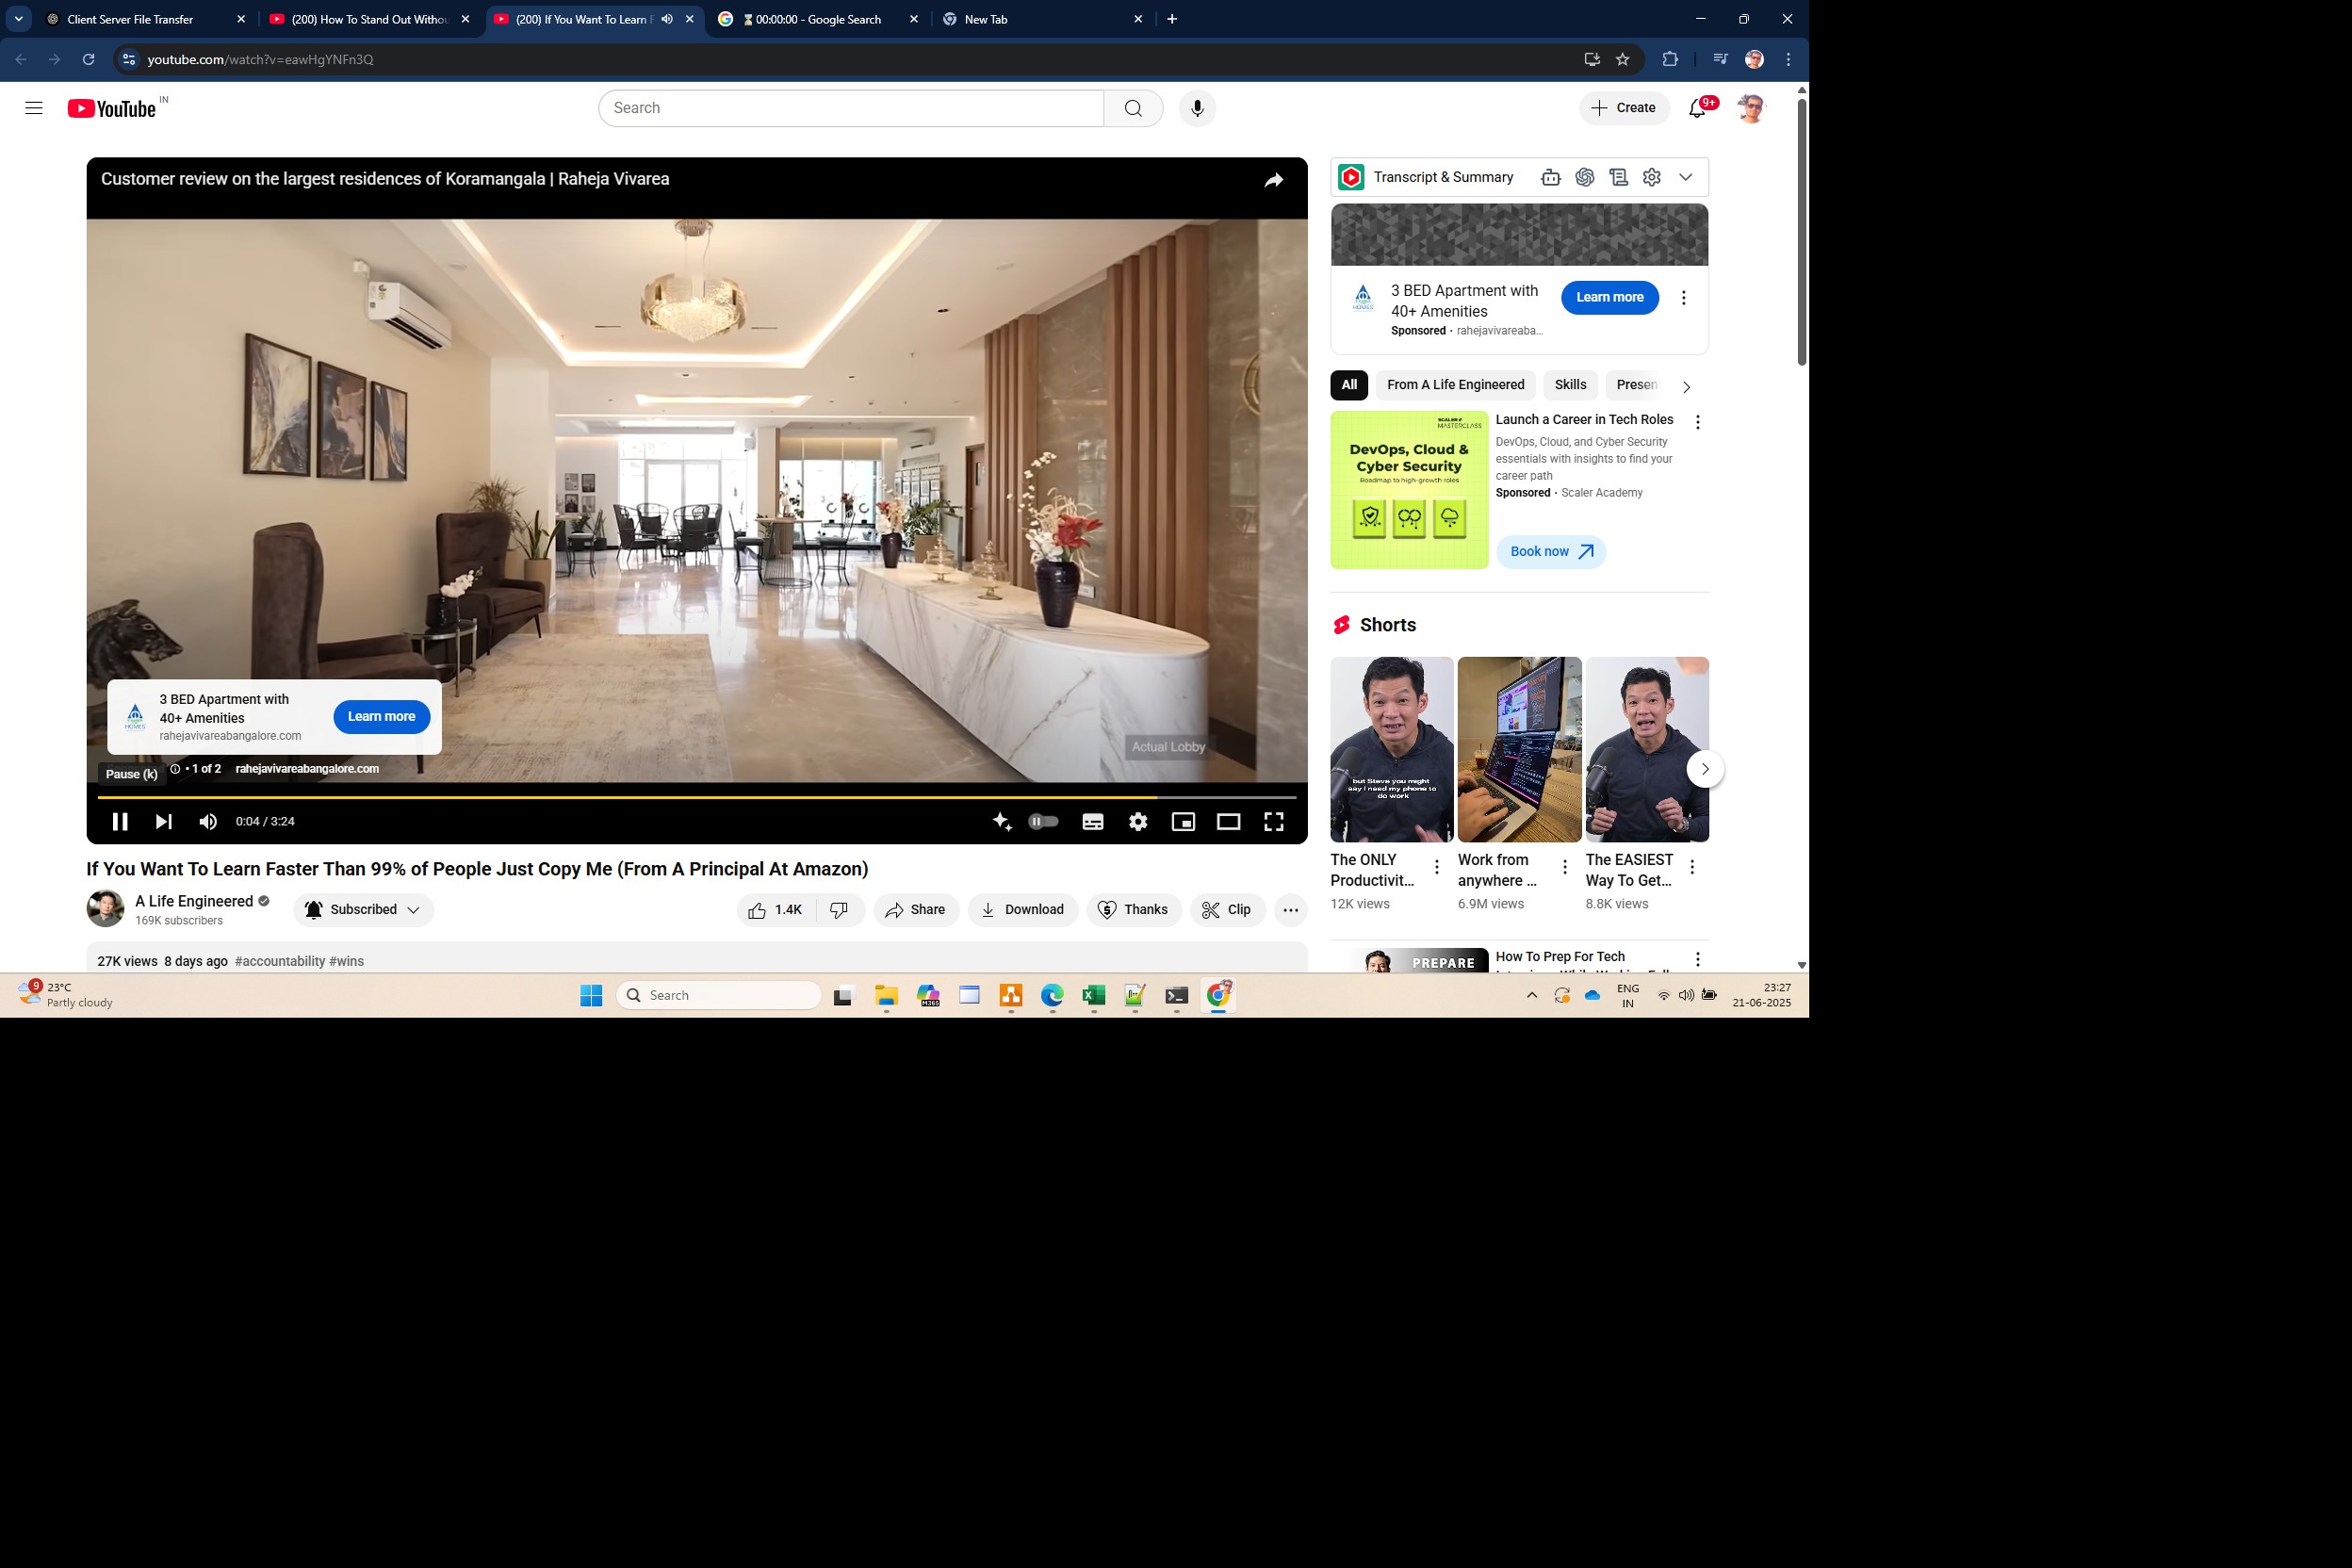 Client Server File Transfer
(200) How To Stand Out Withou
(200) If You Want To Learn F
00:00:00 - Google Search
New Tab
youtube.com/watch?v=eawHgYNFn3Q
YouTube IN
Search
Create
9+
Customer review on the largest residences of Koramangala | Raheja Vivarea
Actual Lobby
3 BED Apartment with
40+ Amenities
rahejavivareabangalore.com
Learn more
Pause (k)
• 1 of 2 rahejavivareabangalore.com
0:04 / 3:24
If You Want To Learn Faster Than 99% of People Just Copy Me (From A Principal At Amazon)
A Life Engineered
169K subscribers
Subscribed
1.4K
Share
Download
Thanks
Clip
27K views 8 days ago #accountability #wins
Transcript & Summary
3 BED Apartment with
40+ Amenities
Sponsored · rahejavivareaba...
Learn more
All
From A Life Engineered
Skills
Presen
SCALER
MASTERCLASS
DevOps, Cloud &
Cyber Security
Roadmap to high-growth roles
Launch a Career in Tech Roles
DevOps, Cloud, and Cyber Security
essentials with insights to find your
career path
Sponsored · Scaler Academy
Book now
Shorts
but Steve you might
say I need my phone to
do work
The ONLY
Productivit...
12K views
Work from
anywhere ...
6.9M views
The EASIEST
Way To Get...
8.8K views
PREPARE
How To Prep For Tech
9
23°C
Partly cloudy
Search
M365
ENG
IN
23:27
21-06-2025